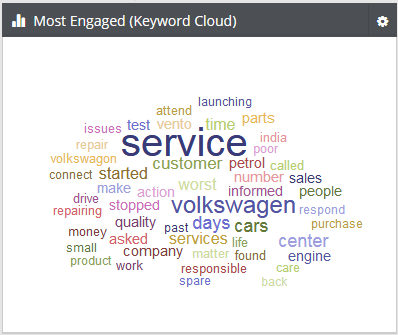 Most Engaged (Keyword Cloud)
launching
attend
issues test vento time parts
service india
repair poor
volkswagon customer petrol called
connect started number sales
make action worst informed people
drive stopped volkswagen respond
repairing
quality past days cars purchase
money asked services life center
small company matter found engine
product work responsible care
spare back